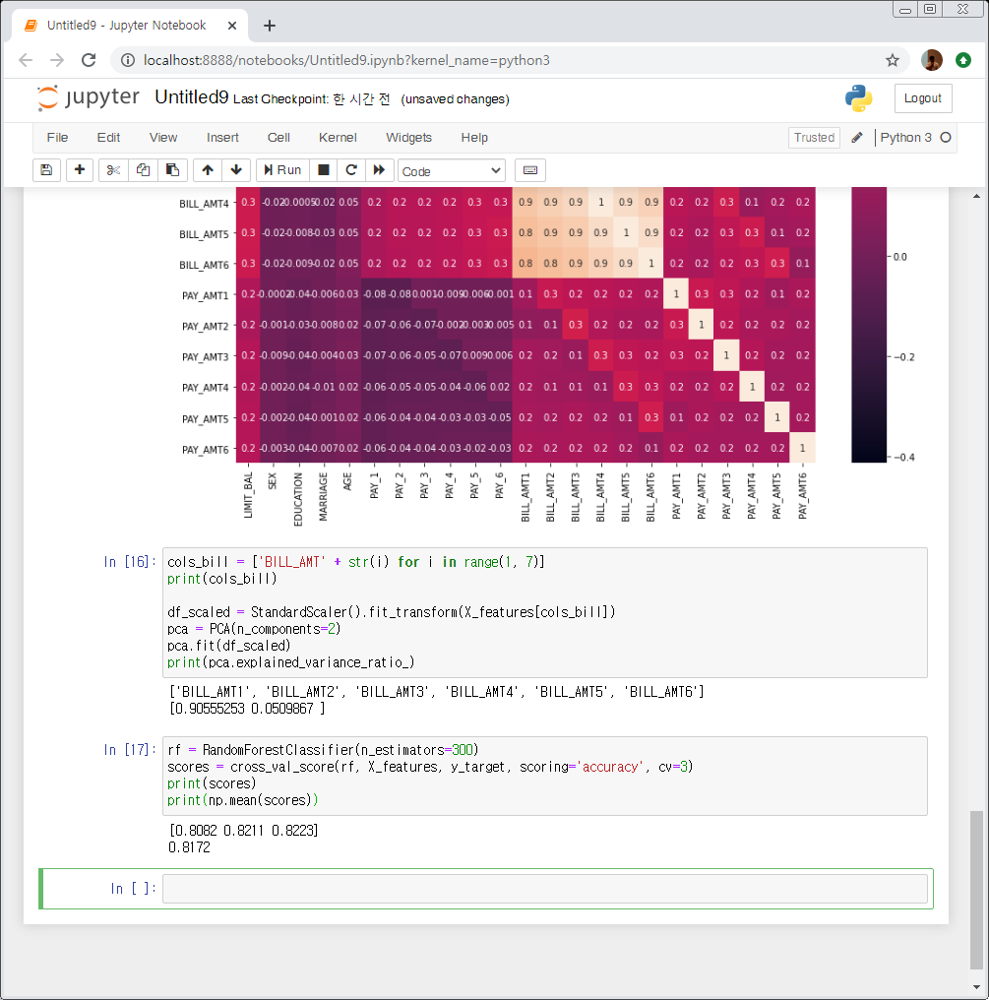 Untitled9 - Jupyter Notebook
localhost:8888/notebooks/Untitled9.ipynb?kernel_name=python3
jupyter Untitled9 Last Checkpoint: 한 시간 전 (unsaved changes)
Logout
File Edit View Insert Cell Kernel Widgets Help Trusted Python 3
Run Code
BILL_AMT4 0.3 -0.02 0.0005 -0.02 0.05 0.2 0.2 0.2 0.2 0.3 0.3 0.9 0.9 0.9 1 0.9 0.9 0.2 0.2 0.3 0.1 0.2 0.2
BILL_AMT5 0.3 -0.02 -0.008 -0.03 0.05 0.2 0.2 0.2 0.2 0.3 0.3 0.8 0.9 0.9 0.9 1 0.9 0.2 0.2 0.3 0.3 0.1 0.2
BILL_AMT6 0.3 -0.02 -0.009 -0.02 0.05 0.2 0.2 0.2 0.2 0.3 0.3 0.8 0.8 0.9 0.9 0.9 1 0.2 0.2 0.2 0.3 0.3 0.1
0.0
PAY_AMT1 0.2 -0.0002 -0.04 -0.006 0.03 -0.08 -0.08 0.001 -0.009 -0.006 -0.001 0.1 0.3 0.2 0.2 0.2 0.2 1 0.3 0.3 0.2 0.1 0.2
PAY_AMT2 0.2 -0.001 -0.03 -0.008 0.02 -0.07 -0.06 -0.07 -0.002 -0.003 -0.005 0.1 0.1 0.3 0.2 0.2 0.2 0.3 1 0.2 0.2 0.2 0.2
PAY_AMT3 0.2 -0.009 -0.04 -0.004 0.03 -0.07 -0.06 -0.05 -0.07 0.009 0.006 0.2 0.2 0.1 0.3 0.3 0.2 0.3 0.2 1 0.2 0.2 0.2
−0.2
PAY_AMT4 0.2 -0.002 -0.04 -0.01 0.02 -0.06 -0.05 -0.05 -0.04 -0.06 0.02 0.2 0.1 0.1 0.1 0.3 0.3 0.2 0.2 0.2 1 0.2 0.2
PAY_AMT5 0.2 -0.002 -0.04 -0.001 0.02 -0.06 -0.04 -0.04 -0.03 -0.03 -0.05 0.2 0.2 0.2 0.2 0.1 0.3 0.1 0.2 0.2 0.2 1 0.2
PAY_AMT6 0.2 -0.003 -0.04 -0.007 0.02 -0.06 -0.04 -0.04 -0.03 -0.02 -0.03 0.2 0.2 0.2 0.2 0.2 0.1 0.2 0.2 0.2 0.2 0.2 1
−0.4
LIMIT_BAL SEX EDUCATION MARRIAGE AGE PAY_1 PAY_2 PAY_3 PAY_4 PAY_5 PAY_6 BILL_AMT1 BILL_AMT2 BILL_AMT3 BILL_AMT4 BILL_AMT5 BILL_AMT6 PAY_AMT1 PAY_AMT2 PAY_AMT3 PAY_AMT4 PAY_AMT5 PAY_AMT6
In [16]: cols_bill = ['BILL_AMT' + str(i) for i in range(1, 7)]
print(cols_bill)
df_scaled = StandardScaler().fit_transform(X_features[cols_bill])
pca = PCA(n_components=2)
pca.fit(df_scaled)
print(pca.explained_variance_ratio_)
['BILL_AMT1', 'BILL_AMT2', 'BILL_AMT3', 'BILL_AMT4', 'BILL_AMT5', 'BILL_AMT6']
[0.90555253 0.0509867 ]
In [17]: rf = RandomForestClassifier(n_estimators=300)
scores = cross_val_score(rf, X_features, y_target, scoring='accuracy', cv=3)
print(scores)
print(np.mean(scores))
[0.8082 0.8211 0.8223]
0.8172
In [ ]: